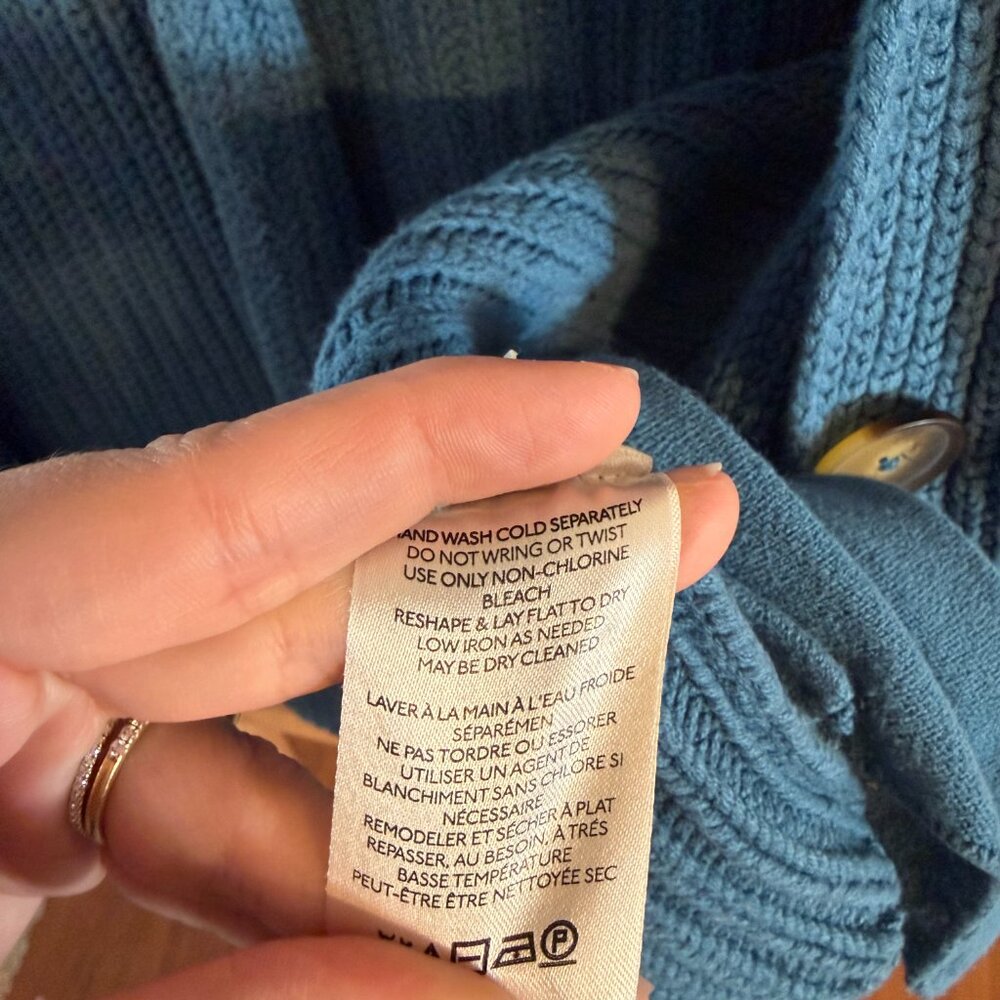 HAND WASH COLD SEPARATELY
DO NOT WRING OR TWIST
USE ONLY NON-CHLORINE
BLEACH
RESHAPE & LAY FLAT TO DRY
LOW IRON AS NEEDED
MAY BE DRY CLEANED
LAVER À LA MAIN À L'EAU FROIDE
SÉPARÉMEN
NE PAS TORDRE OU ESSORER
UTILISER UN AGENT DE
BLANCHIMENT SANS CHLORE SI
NÉCESSAIRE
REMODELER ET SÉCHER À PLAT
REPASSER, AU BESOIN, À TRÉS
BASSE TEMPÉRATURE
PEUT-ÊTRE ÊTRE NETTOYÉE SEC
P